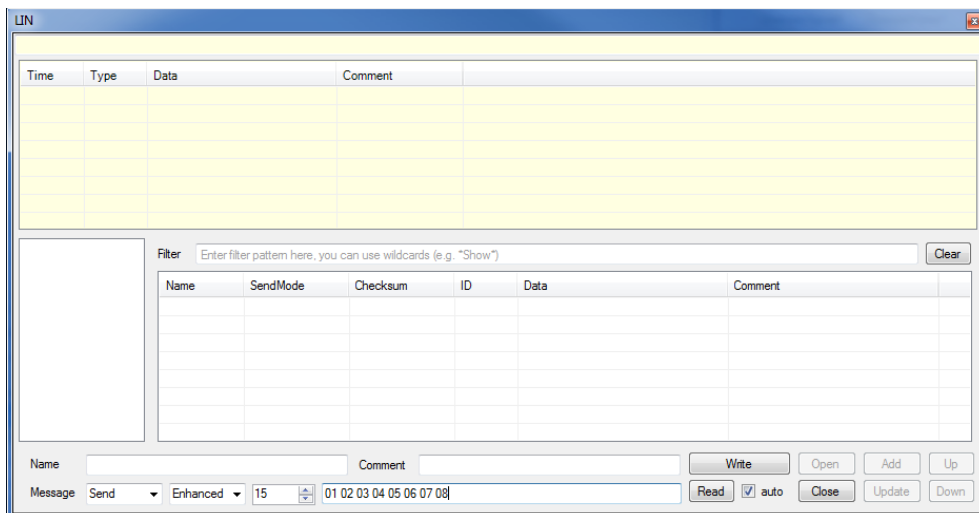 LIN
Time Type Data Comment
Filter Enter filter pattern here, you can use wildcards (e.g. "Show*) Clear
Name SendMode Checksum ID Data Comment
Name Comment Write Open Add Up
Message Send Enhanced 15 01 02 03 04 05 06 07 08 Read auto Close Update Down